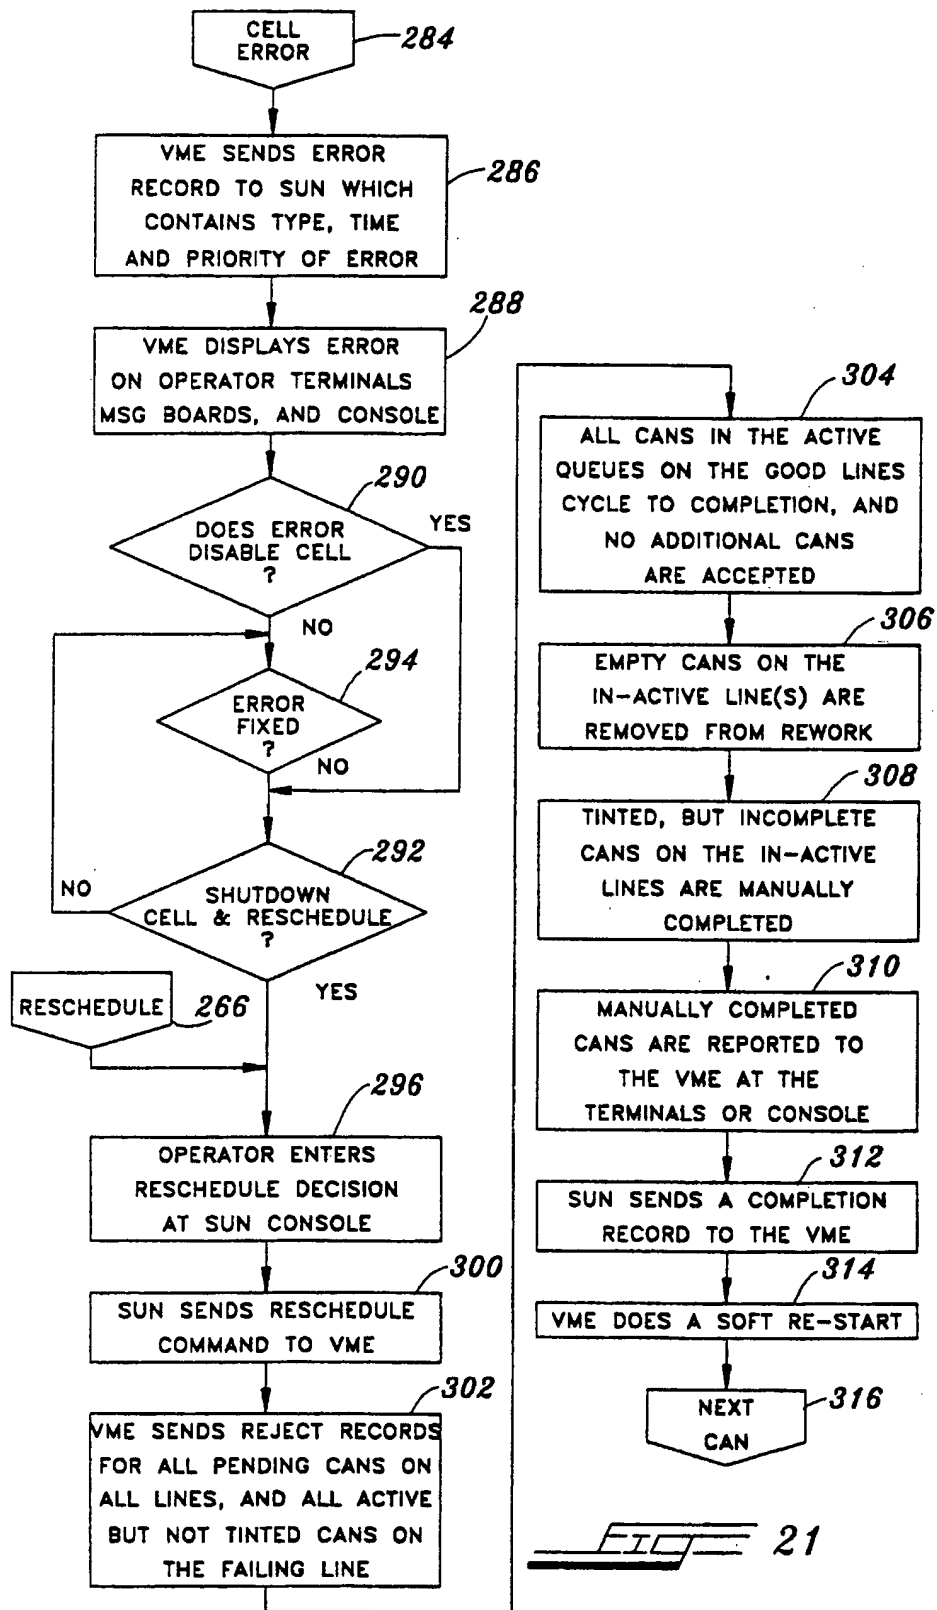 CELL
ERROR
284
VME SENDS ERROR
RECORD TO SUN WHICH
CONTAINS TYPE, TIME
AND PRIORITY OF ERROR
286
288
VME DISPLAYS ERROR
ON OPERATOR TERMINALS
MSG BOARDS, AND CONSOLE
290
DOES ERROR
DISABLE CELL
?
YES
NO
294
ERROR
FIXED
?
NO
292
NO
SHUTDOWN
CELL & RESCHEDULE
?
YES
RESCHEDULE
266
296
OPERATOR ENTERS
RESCHEDULE DECISION
AT SUN CONSOLE
300
SUN SENDS RESCHEDULE
COMMAND TO VME
302
VME SENDS REJECT RECORDS
FOR ALL PENDING CANS ON
ALL LINES, AND ALL ACTIVE
BUT NOT TINTED CANS ON
THE FAILING LINE
304
ALL CANS IN THE ACTIVE
QUEUES ON THE GOOD LINES
CYCLE TO COMPLETION, AND
NO ADDITIONAL CANS
ARE ACCEPTED
306
EMPTY CANS ON THE
IN-ACTIVE LINE(S) ARE
REMOVED FROM REWORK
308
TINTED, BUT INCOMPLETE
CANS ON THE IN-ACTIVE
LINES ARE MANUALLY
COMPLETED
310
MANUALLY COMPLETED
CANS ARE REPORTED TO
THE VME AT THE
TERMINALS OR CONSOLE
312
SUN SENDS A COMPLETION
RECORD TO THE VME
314
VME DOES A SOFT RE-START
NEXT
CAN
316
FIG 21